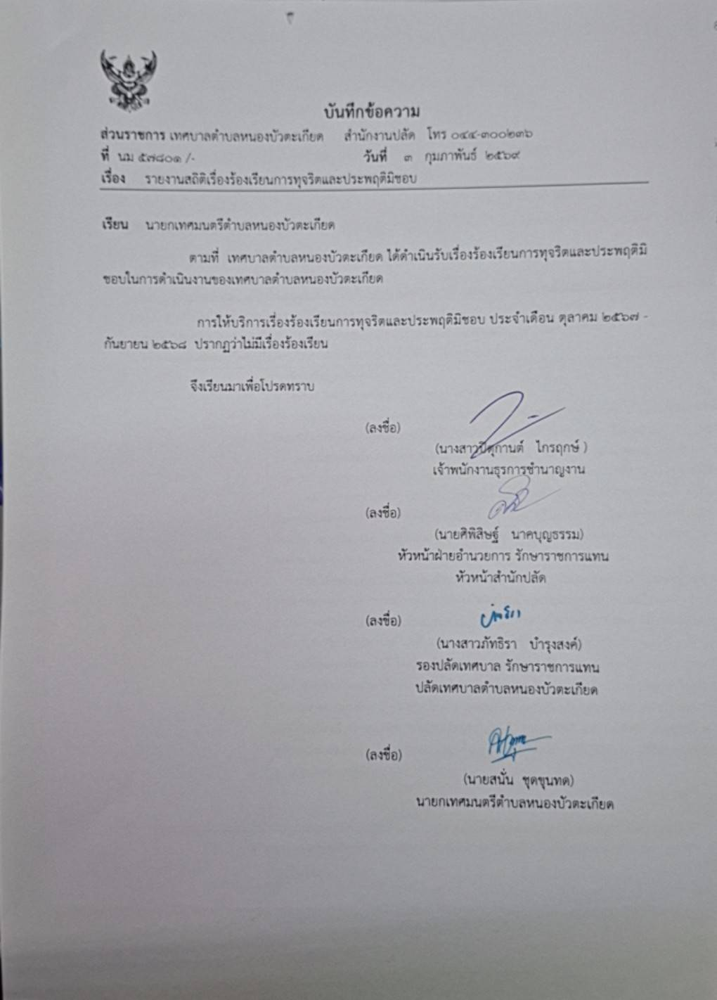 บันทึกข้อความ
ส่วนราชการ เทศบาลตำบลหนองบัวตะเกียด สำนักงานปลัด โทร ๐๔๔-๓๐๐๒๓๖
ที่ นม ๕๗๘๐๑ /- วันที่ ๓ กุมภาพันธ์ ๒๕๖๙
เรื่อง รายงานสถิติเรื่องร้องเรียนการทุจริตและประพฤติมิชอบ
เรียน นายกเทศมนตรีตำบลหนองบัวตะเกียด
ตามที่ เทศบาลตำบลหนองบัวตะเกียด ได้ดำเนินรับเรื่องร้องเรียนการทุจริตและประพฤติมิ
ชอบในการดำเนินงานของเทศบาลตำบลหนองบัวตะเกียด
การให้บริการเรื่องร้องเรียนการทุจริตและประพฤติมิชอบ ประจำเดือน ตุลาคม ๒๕๖๗ -
กันยายน ๒๕๖๘ ปรากฏว่าไม่มีเรื่องร้องเรียน
จึงเรียนมาเพื่อโปรดทราบ
(ลงชื่อ)
(นางสาวปิตุกานต์ ไกรฤกษ์ )
เจ้าพนักงานธุรการชำนาญงาน
(ลงชื่อ)
(นายศิพิสิษฐ์ นาคบุญธรรม)
หัวหน้าฝ่ายอำนวยการ รักษาราชการแทน
หัวหน้าสำนักปลัด
(ลงชื่อ)
(นางสาวภัทธิรา บำรุงสงค์)
รองปลัดเทศบาล รักษาราชการแทน
ปลัดเทศบาลตำบลหนองบัวตะเกียด
(ลงชื่อ)
(นายสนั่น ชุดขุนทด)
นายกเทศมนตรีตำบลหนองบัวตะเกียด